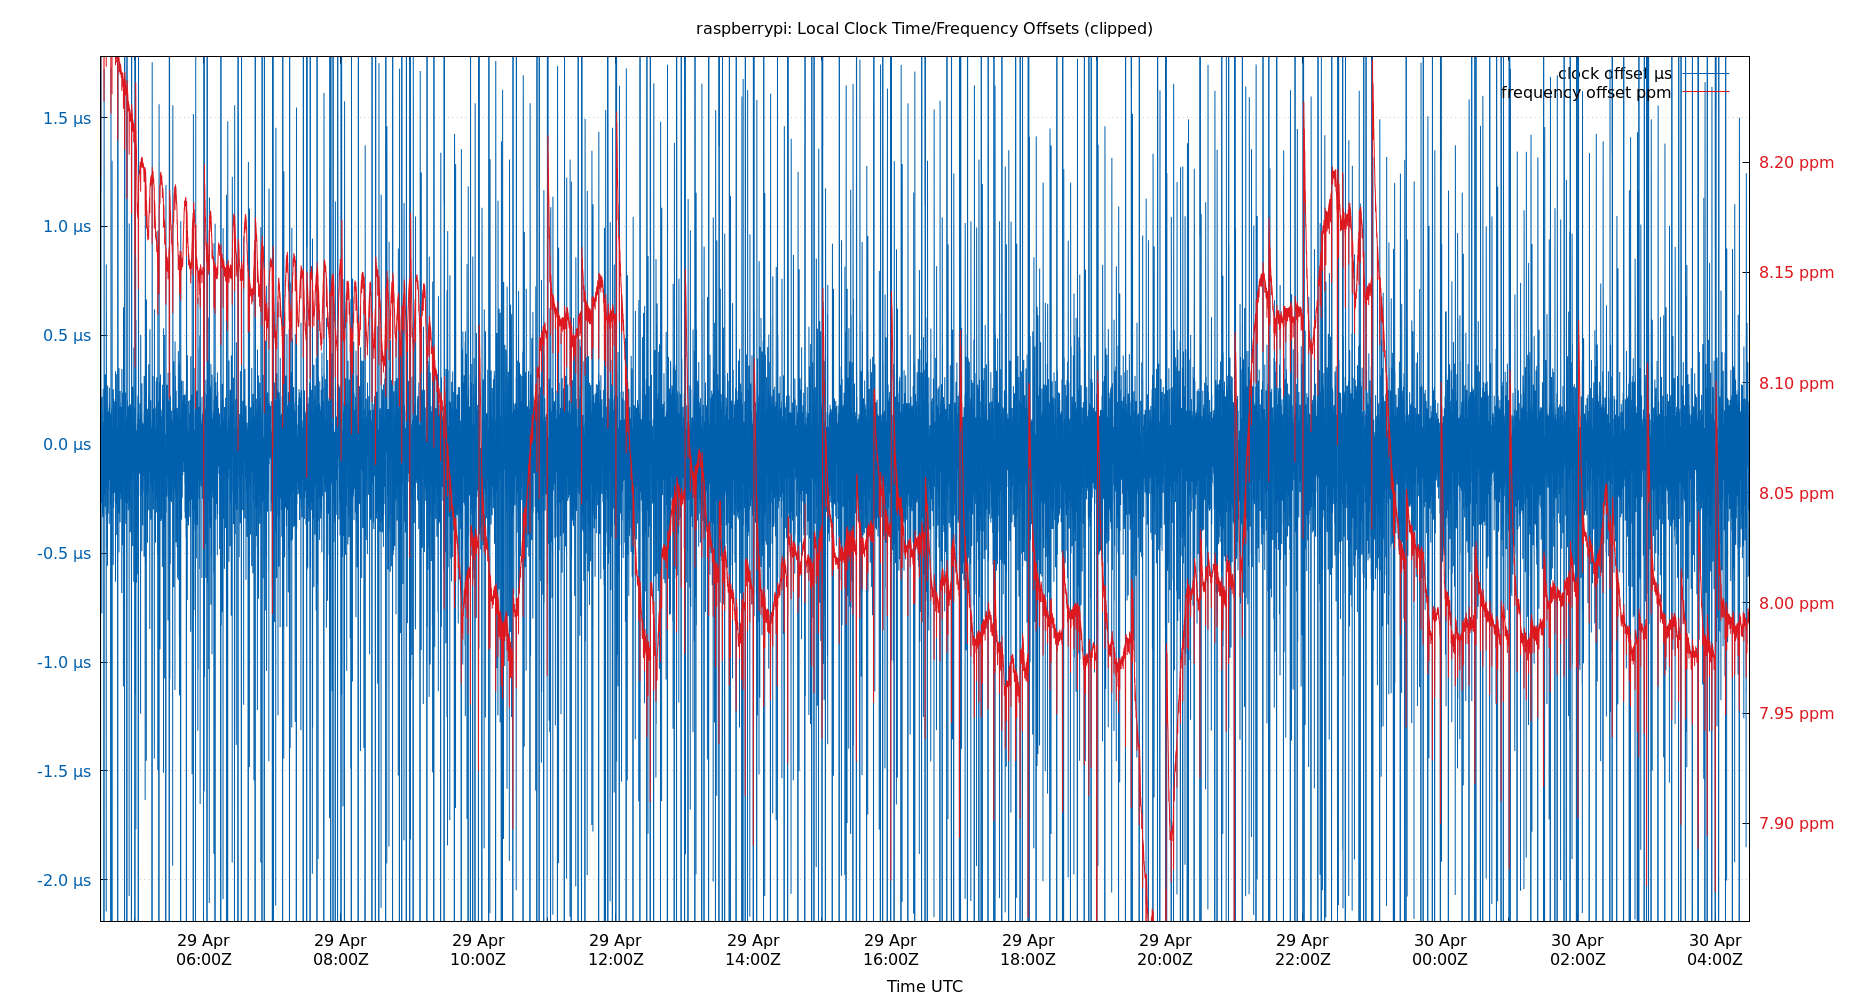 raspberrypi: Local Clock Time/Frequency Offsets (clipped)
clock offset µs
frequency offset ppm
1.5 µs
1.0 µs
0.5 µs
0.0 µs
-0.5 µs
-1.0 µs
-1.5 µs
-2.0 µs
8.20 ppm
8.15 ppm
8.10 ppm
8.05 ppm
8.00 ppm
7.95 ppm
7.90 ppm
29 Apr 29 Apr 29 Apr 29 Apr 29 Apr 29 Apr 29 Apr 29 Apr 29 Apr 30 Apr 30 Apr 30 Apr
06:00Z 08:00Z 10:00Z 12:00Z 14:00Z 16:00Z 18:00Z 20:00Z 22:00Z 00:00Z 02:00Z 04:00Z
Time UTC